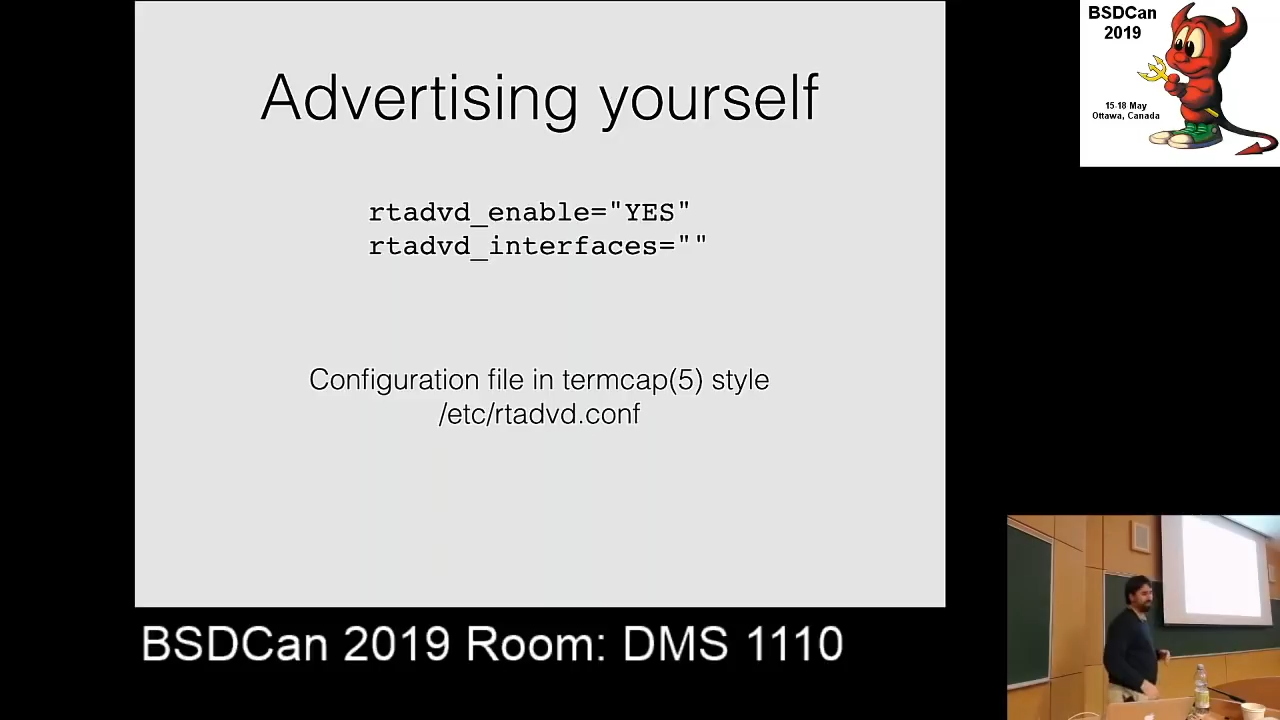 Advertising yourself
rtadvd_enable="YES"
rtadvd_interfaces=""
Configuration file in termcap(5) style
/etc/rtadvd.conf
BSDCan 2019 Room: DMS 1110
BSDCan
2019
15-18 May
Ottawa, Canada